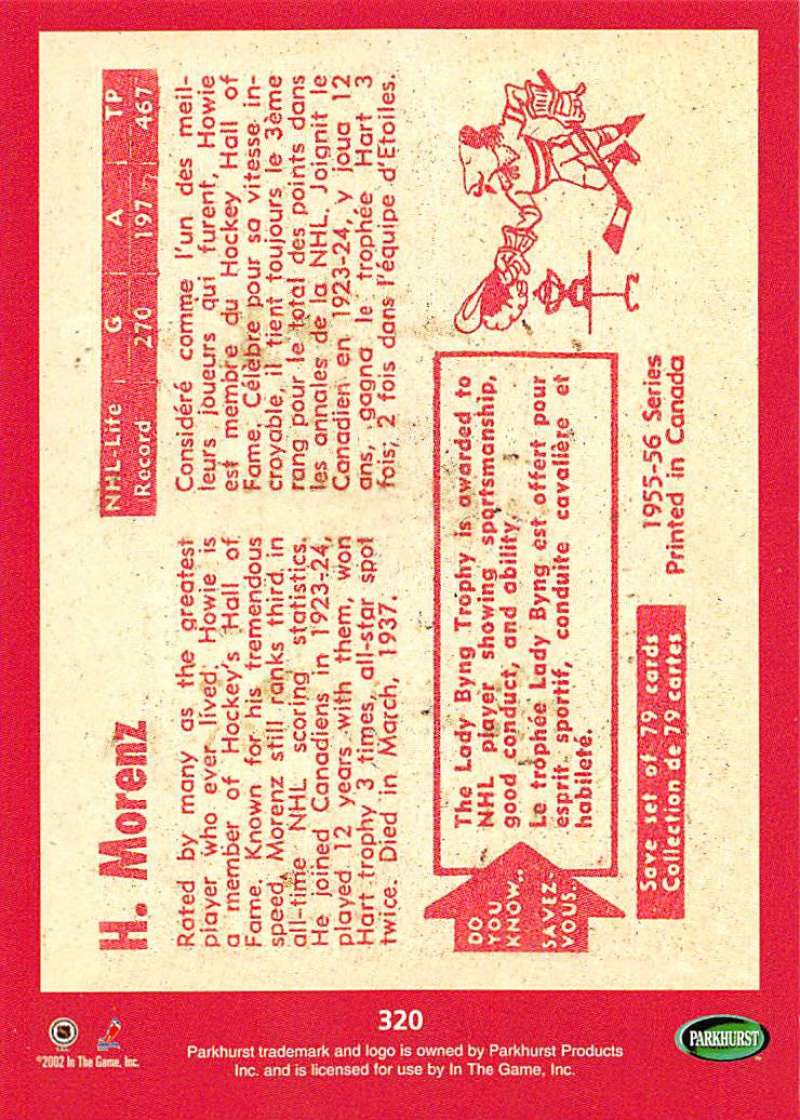 H. Morenz
NHL-Life G A TP
Record 270 197 467
Rated by many as the greatest
player who ever lived, Howie is
a member of Hockey's Hall of
Fame. Known for his tremendous
speed, Morenz still ranks third in
all-time NHL scoring statistics.
He joined Canadiens in 1923-24,
played 12 years with them, won
Hart trophy 3 times, all-star spot
twice. Died in March, 1937.
Considéré comme l'un des meil-
leurs joueurs qui furent, Howie
est membre du Hockey Hall of
Fame. Célèbre pour sa vitesse in-
croyable, il tient toujours le 3ème
rang pour le total des points dans
les annales de la NHL. Joignit le
Canadien en 1923-24, y joua 12
ans, gagna le trophée Hart 3
fois; 2 fois dans l'équipe d'Etoiles.
DO
YOU
KNOW..
SAVEZ-
VOUS..
The Lady Byng Trophy is awarded to
NHL player showing sportsmanship,
good conduct, and ability.
Le trophée Lady Byng est offert pour
esprit sportif, conduite cavalière et
habileté.
Save set of 79 cards
Collection de 79 cartes
1955-56 Series
Printed in Canada
©2002 In The Game, Inc.
320
Parkhurst trademark and logo is owned by Parkhurst Products
Inc. and is licensed for use by In The Game, Inc.
PARKHURST